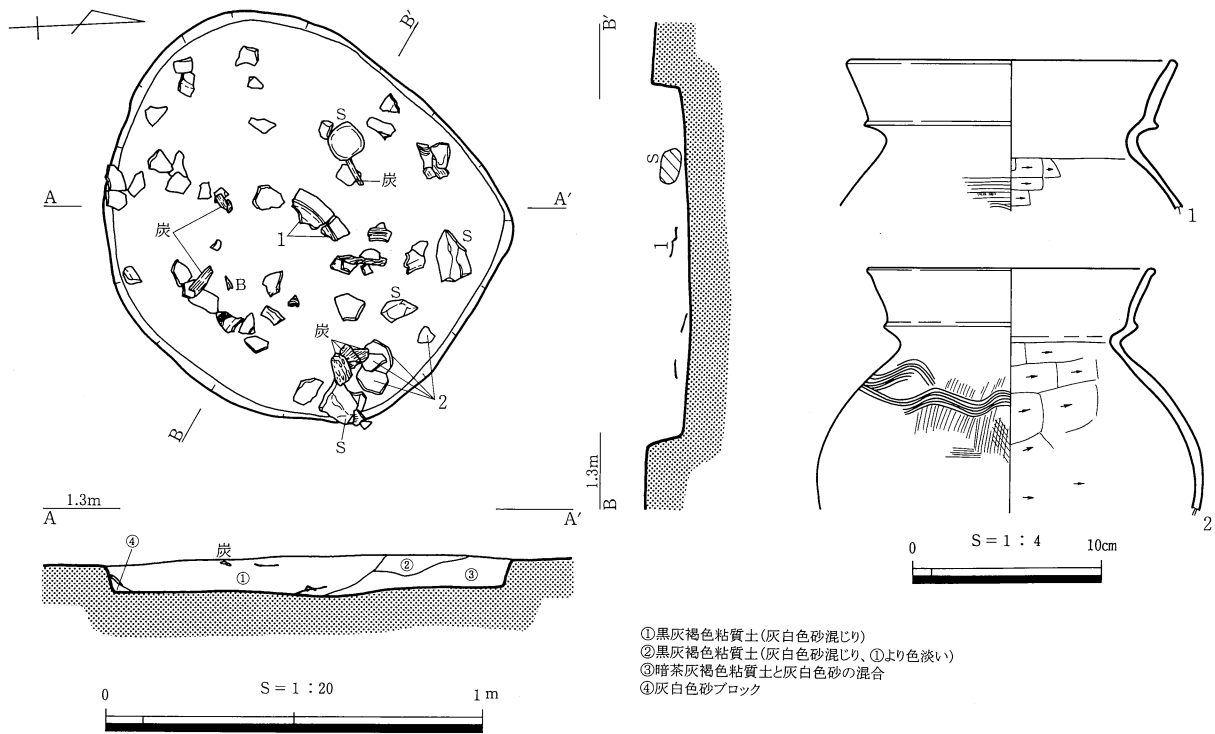 B′
S
炭
A
A′
炭
1
S
B
S
炭
2
B
S
1.3m
A
A′
④
炭
①
②
③
S=1：20
0
1m
B′
S
1
1.3m
B
1
2
S=1：4
0
10cm
①黒灰褐色粘質土(灰白色砂混じり)
②黒灰褐色粘質土(灰白色砂混じり、①より色淡い)
③暗茶灰褐色粘質土と灰白色砂の混合
④灰白色砂ブロック